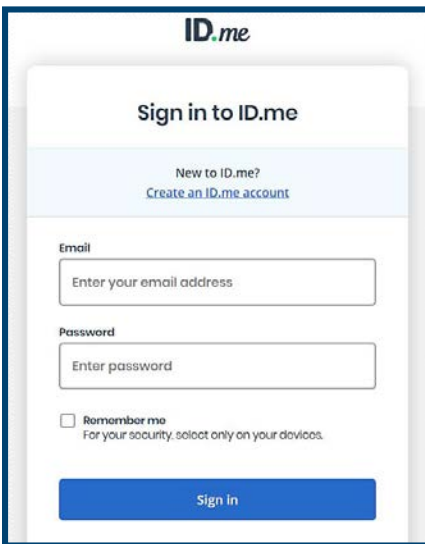 ID.me
Sign in to ID.me
New to ID.me?
Create an ID.me account
Email
Enter your email address
Password
Enter password
Remember me
For your security, select only on your devices.
Sign in